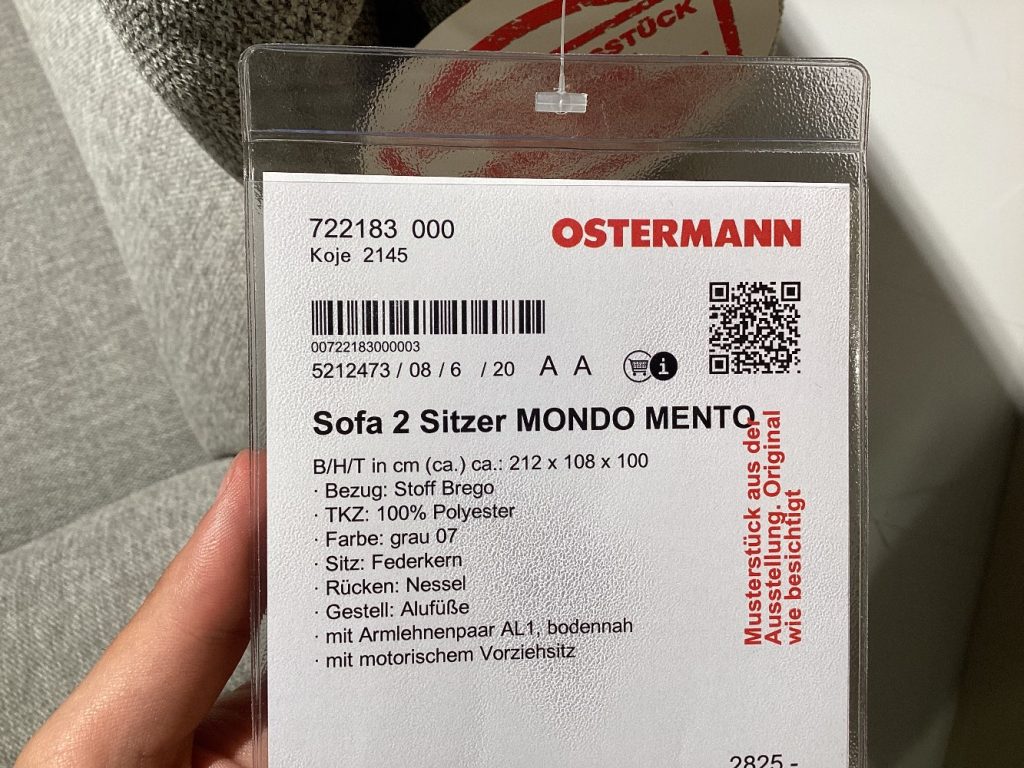 SSTÜCK
722183 000
OSTERMANN
Koje 2145
00722183000003
5212473 / 08 / 6 / 20 A A
i
Sofa 2 Sitzer MONDO MENTO
B/H/T in cm (ca.) ca.: 212 x 108 x 100
· Bezug: Stoff Brego
· TKZ: 100% Polyester
· Farbe: grau 07
· Sitz: Federkern
· Rücken: Nessel
· Gestell: Alufüße
· mit Armlehnenpaar AL1, bodennah
· mit motorischem Vorziehsitz
Musterstück aus der
Ausstellung. Original
wie besichtigt
2825.-